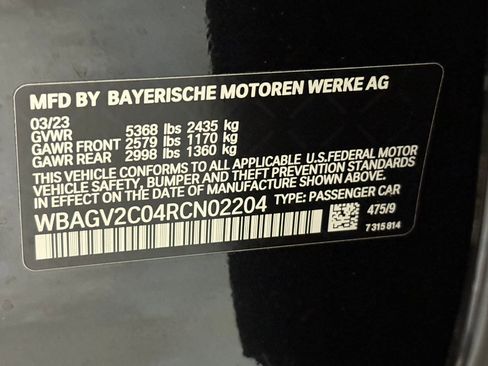 MFD BY BAYERISCHE MOTOREN WERKE AG
03/23
GVWR 5368 lbs 2435 kg
GAWR FRONT 2579 lbs 1170 kg
GAWR REAR 2998 lbs 1360 kg
THIS VEHICLE CONFORMS TO ALL APPLICABLE U.S.FEDERAL MOTOR
VEHICLE SAFETY, BUMPER AND THEFT PREVENTION STANDARDS
IN EFFECT ON THE DATE OF MANUFACTURE SHOWN ABOVE.
WBAGV2C04RCN02204 TYPE: PASSENGER CAR
475/9
7 315 814